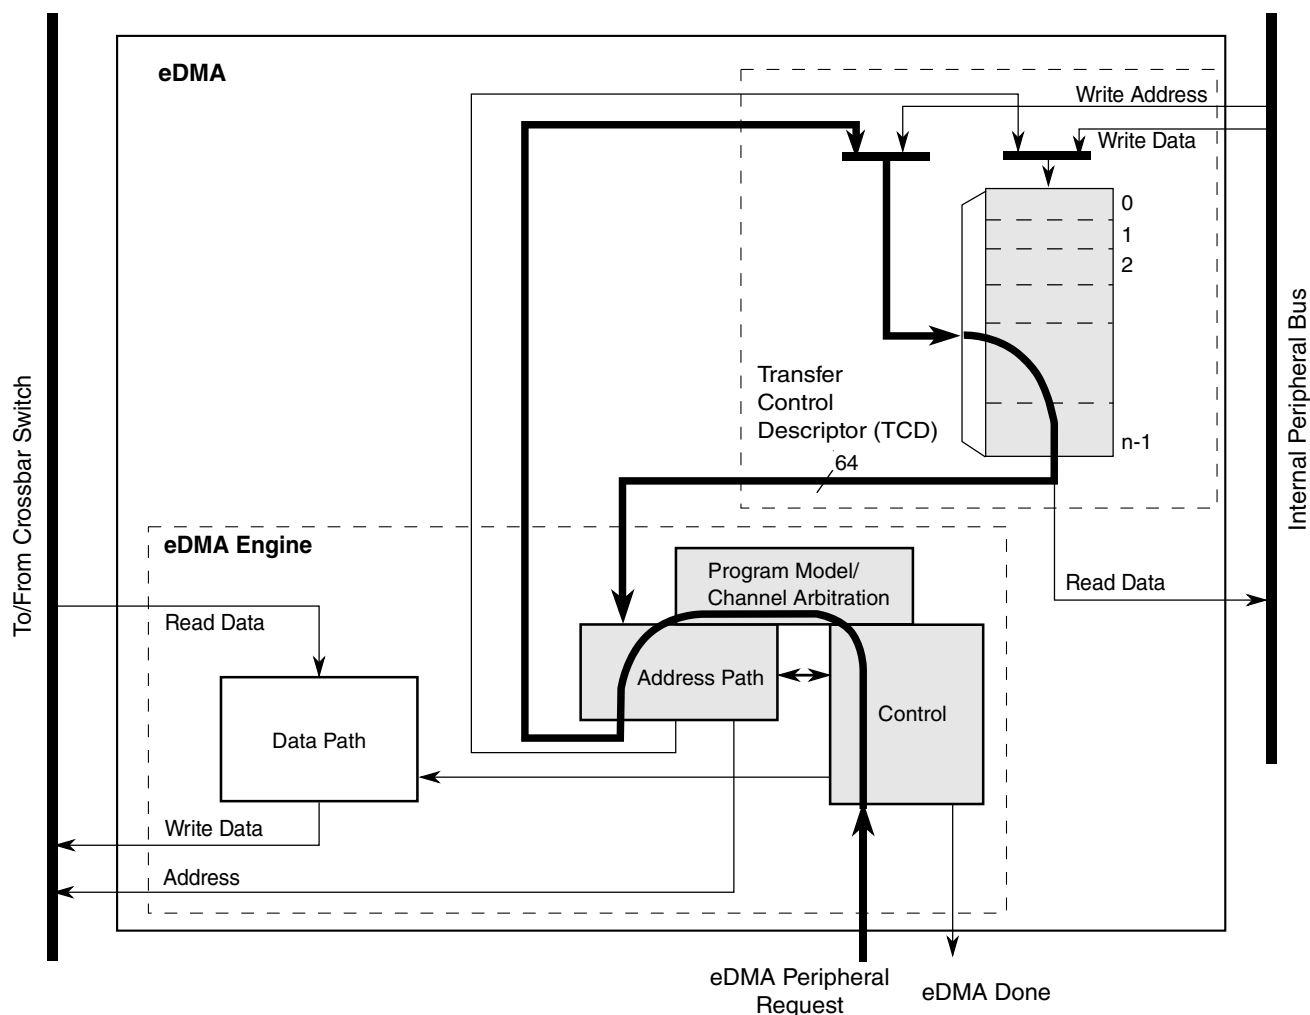 eDMA
Write Address
Write Data
0
1
2
n-1
Transfer
Control
Descriptor (TCD)
64
To/From Crossbar Switch
Internal Peripheral Bus
eDMA Engine
Program Model/
Channel Arbitration
Read Data
Read Data
Address Path
Control
Data Path
Write Data
Address
eDMA Peripheral
Request
eDMA Done